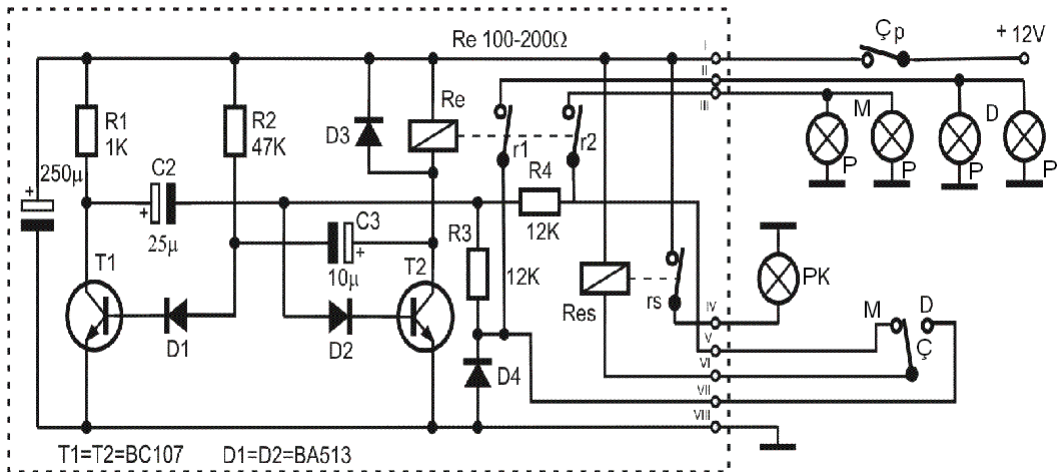 Re 100-200Ω
Çp
+ 12V
I
II
III
R1
1K
R2
47K
D3
Re
r1
r2
M
D
P
P
P
P
250µ
+
C2
+
25µ
R4
12K
C3
+
10µ
R3
12K
T1
T2
D1
D2
D4
Res
rs
PK
IV
V
VI
VII
VIII
M
D
Ç
T1=T2=BC107
D1=D2=BA513